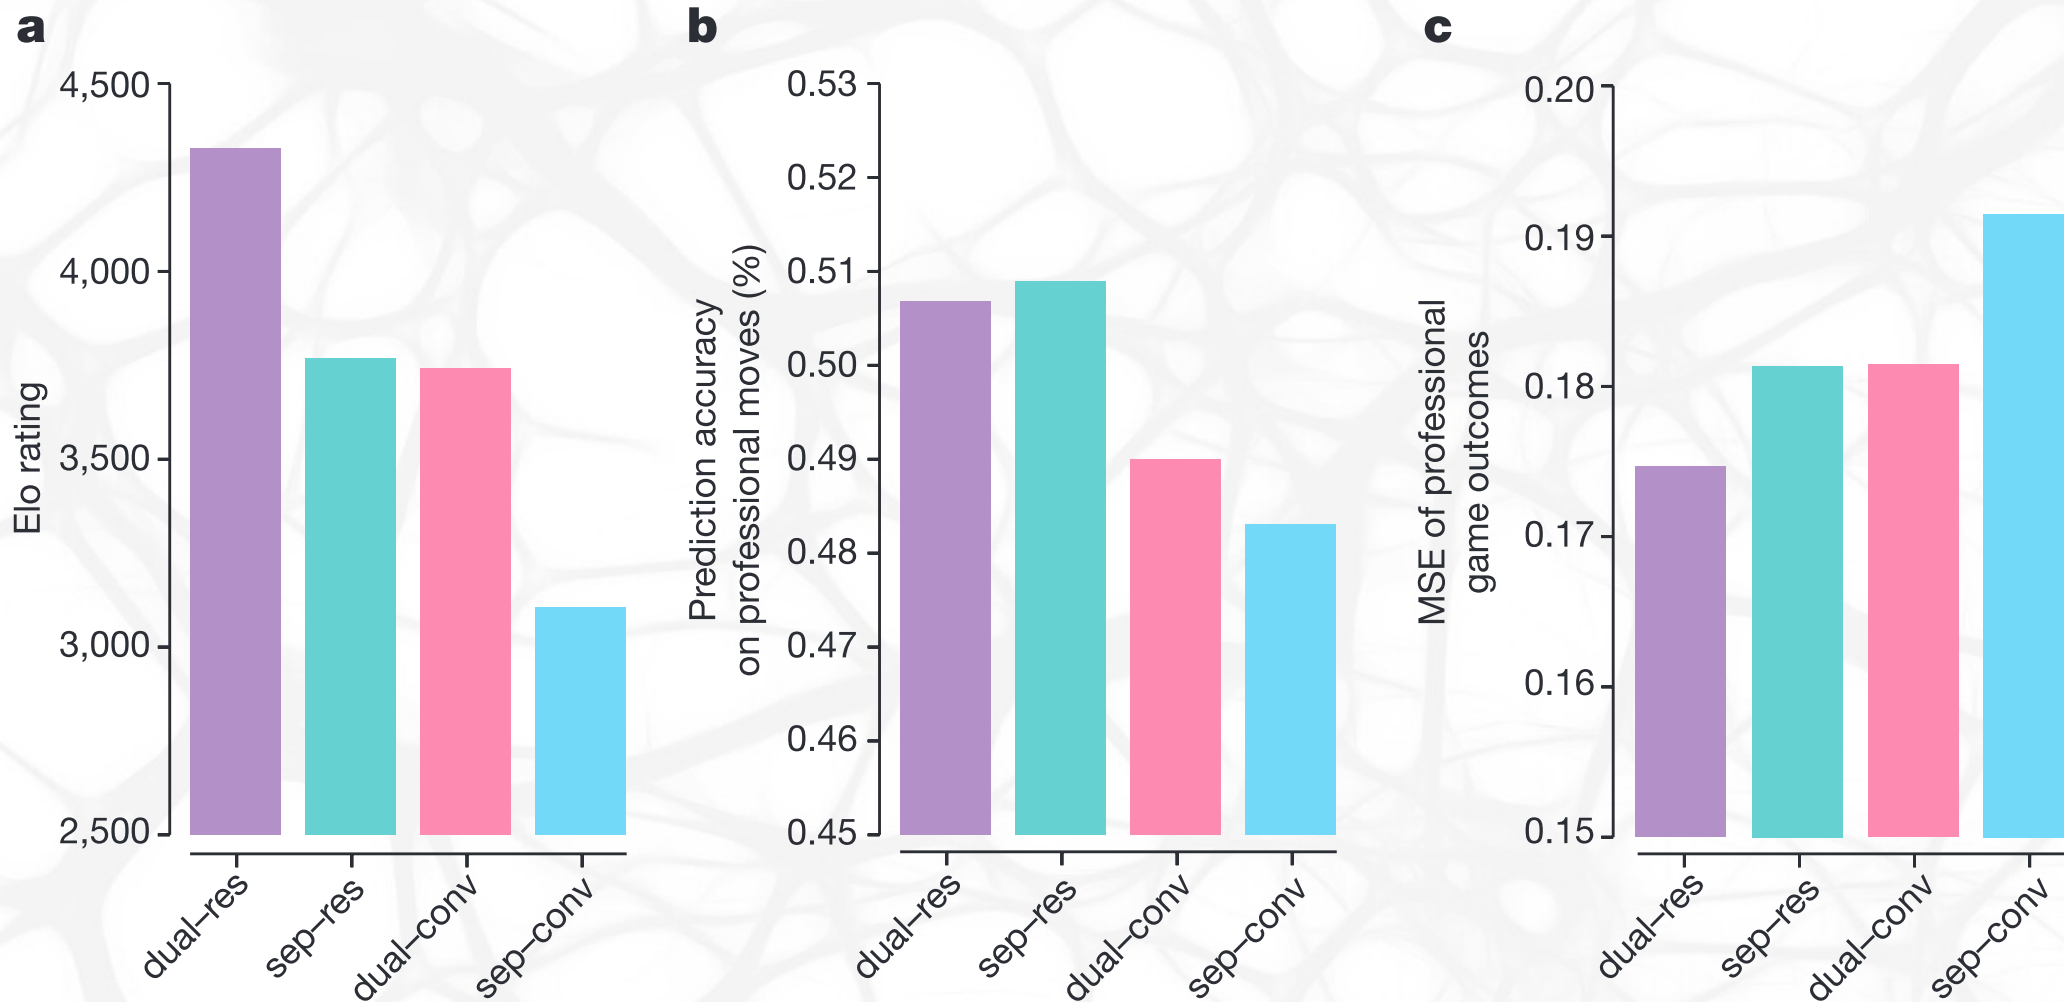 a
4,500
4,000
3,500
3,000
2,500
Elo rating
dual–res
sep–res
dual–conv
sep–conv
b
0.53
0.52
0.51
0.50
0.49
0.48
0.47
0.46
0.45
Prediction accuracy
on professional moves (%)
dual–res
sep–res
dual–conv
sep–conv
c
0.20
0.19
0.18
0.17
0.16
0.15
MSE of professional
game outcomes
dual–res
sep–res
dual–conv
sep–conv